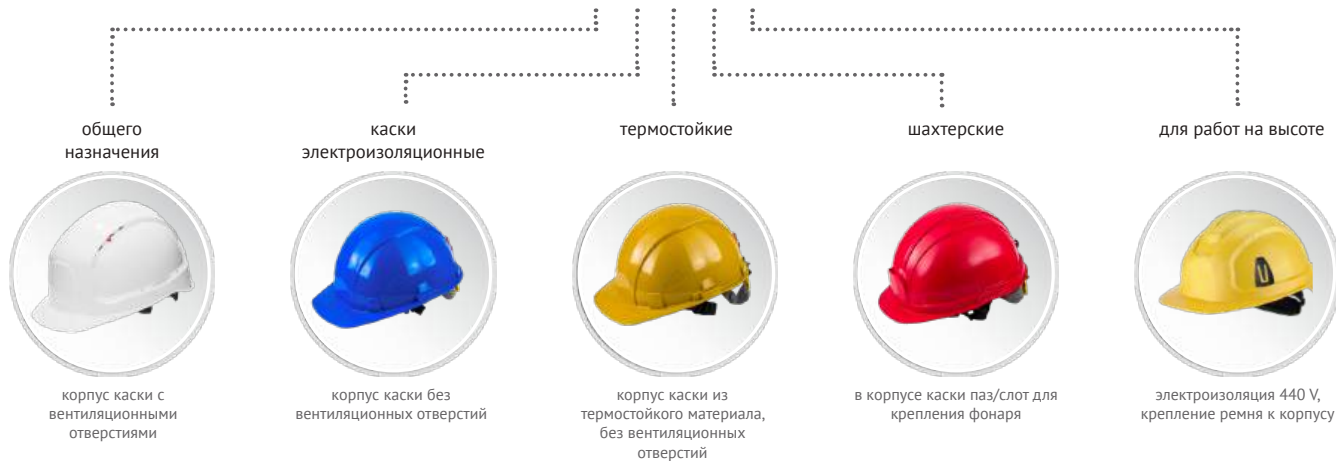 общего
назначения
каски
электроизоляционные
термостойкие
шахтерские
для работ на высоте
корпус каски с
вентиляционными
отверстиями
корпус каски без
вентиляционных отверстий
корпус каски из
термостойкого материала,
без вентиляционных
отверстий
в корпусе каски паз/слот для
крепления фонаря
электроизоляция 440 V,
крепление ремня к корпусу